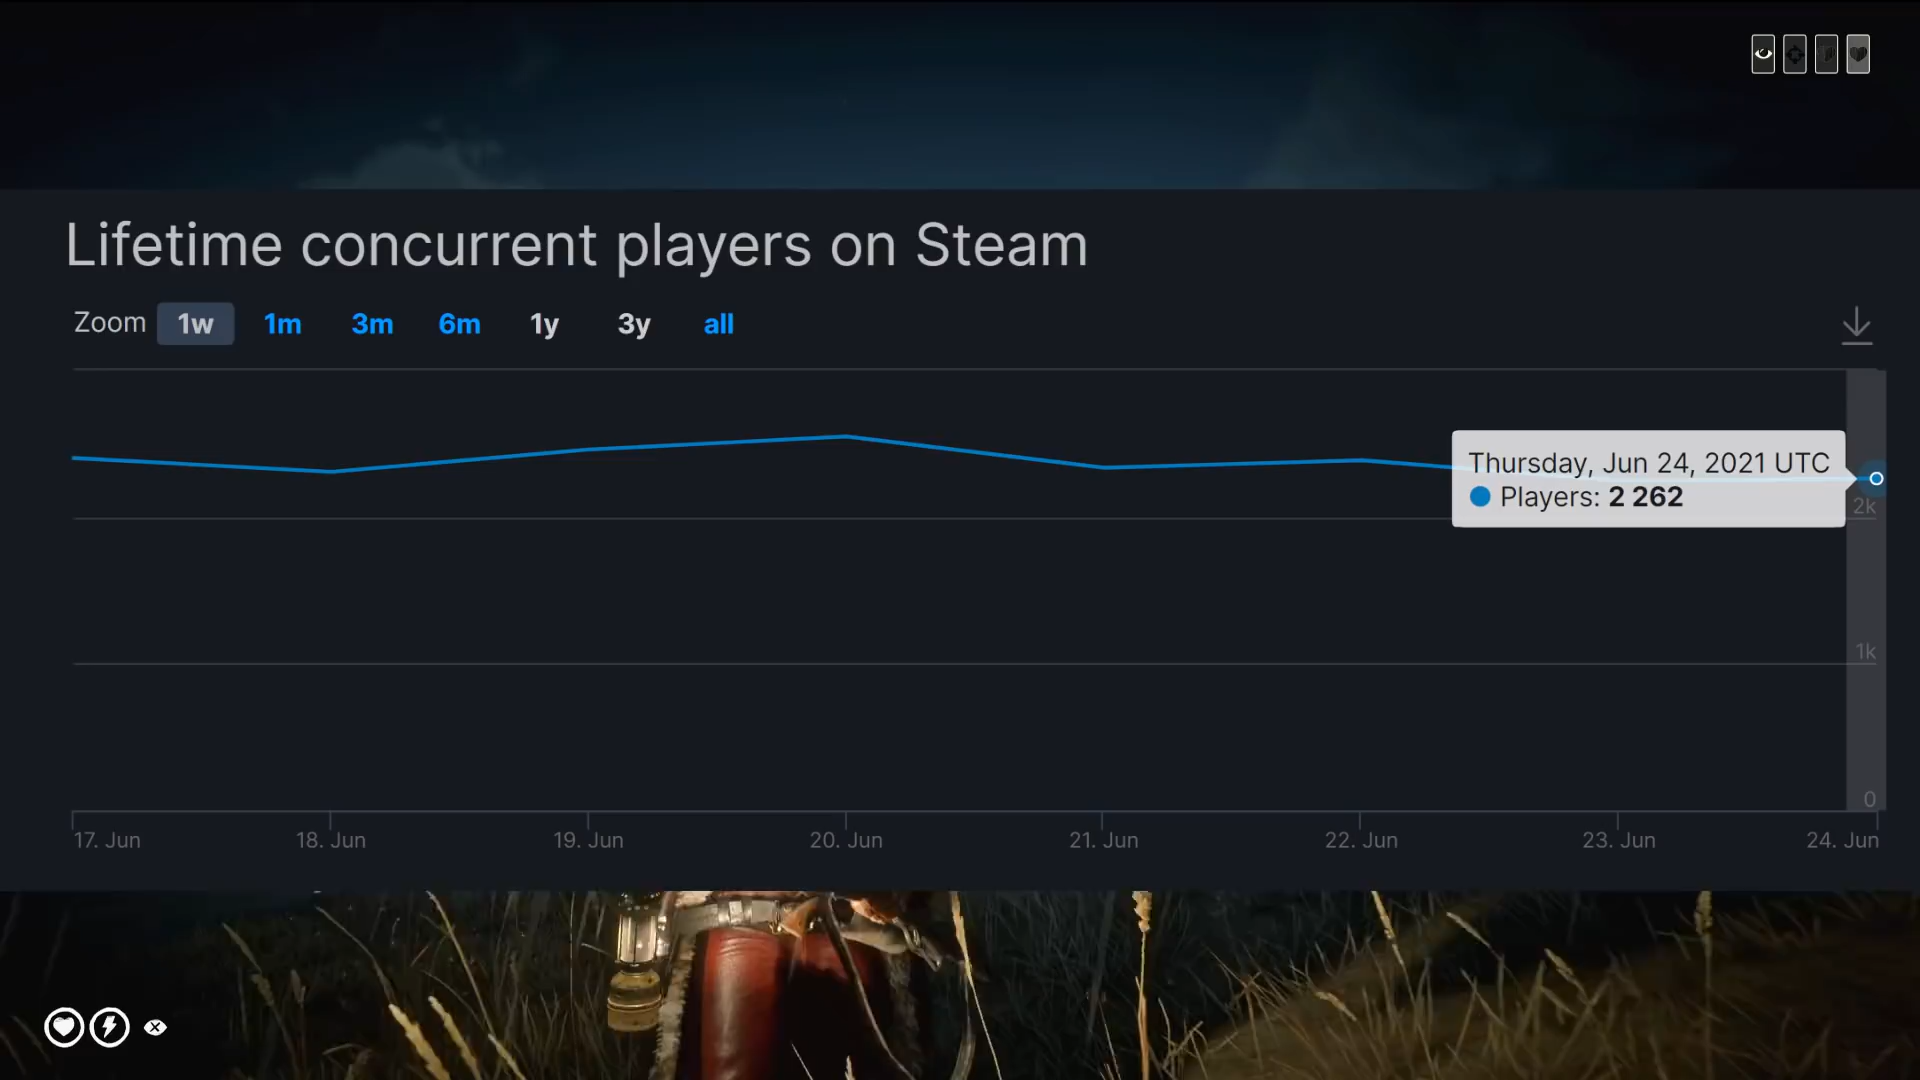 Lifetime concurrent players on Steam
Zoom 1w 1m 3m 6m 1y 3y all
Thursday, Jun 24, 2021 UTC
Players: 2 262
2k
1k
0
17. Jun 18. Jun 19. Jun 20. Jun 21. Jun 22. Jun 23. Jun 24. Jun